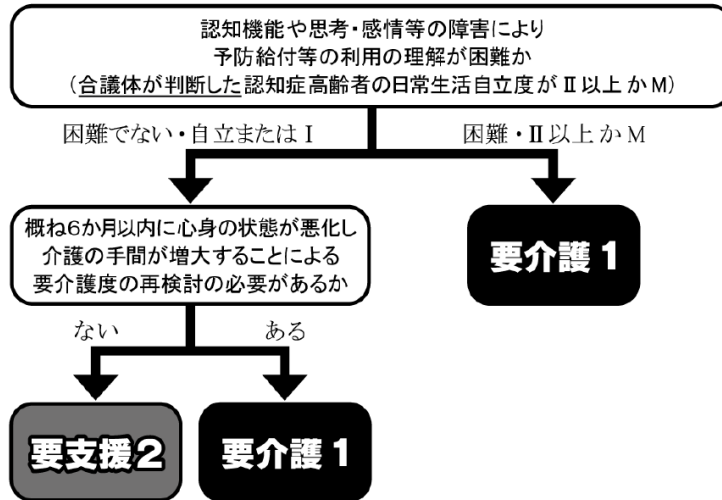 認知機能や思考・感情等の障害により
予防給付等の利用の理解が困難か
(合議体が判断した認知症高齢者の日常生活自立度がⅡ以上かM)
困難でない・自立またはⅠ
困難・Ⅱ以上かM
概ね6か月以内に心身の状態が悪化し
介護の手間が増大することによる
要介護度の再検討の必要があるか
要介護1
ない
ある
要支援2
要介護1